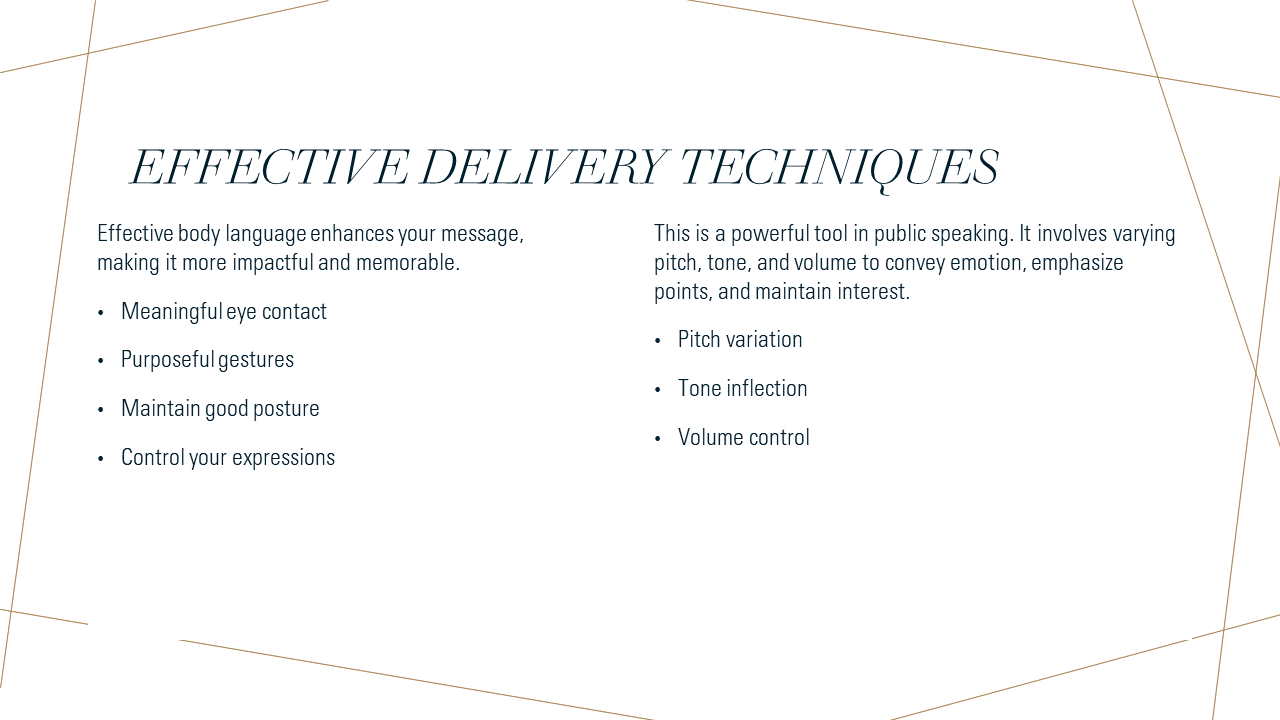 EFFECTIVE DELIVERY TECHNIQUES
Effective body language enhances your message,
making it more impactful and memorable.
• Meaningful eye contact
• Purposeful gestures
• Maintain good posture
• Control your expressions
This is a powerful tool in public speaking. It involves varying
pitch, tone, and volume to convey emotion, emphasize
points, and maintain interest.
• Pitch variation
• Tone inflection
• Volume control